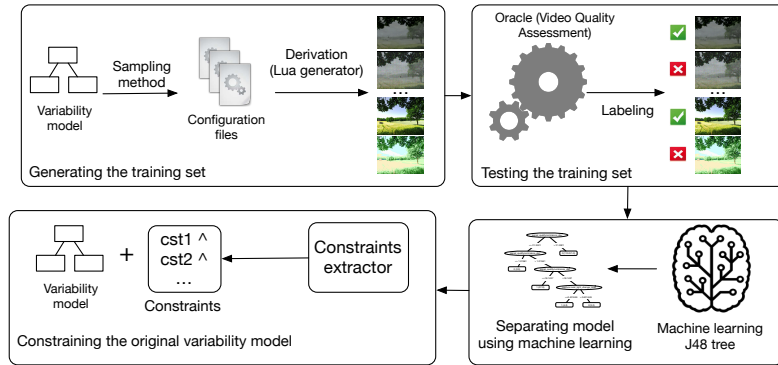 Variability
model
Sampling
method
Configuration
files
Derivation
(Lua generator)
...
Generating the training set
Oracle (Video Quality
Assessment)
Labeling
...
Testing the training set
Variability
model
+
cst1 ^
cst2 ^
...
Constraints
Constraints
extractor
Constraining the original variability model
Separating model
using machine learning
Machine learning
J48 tree